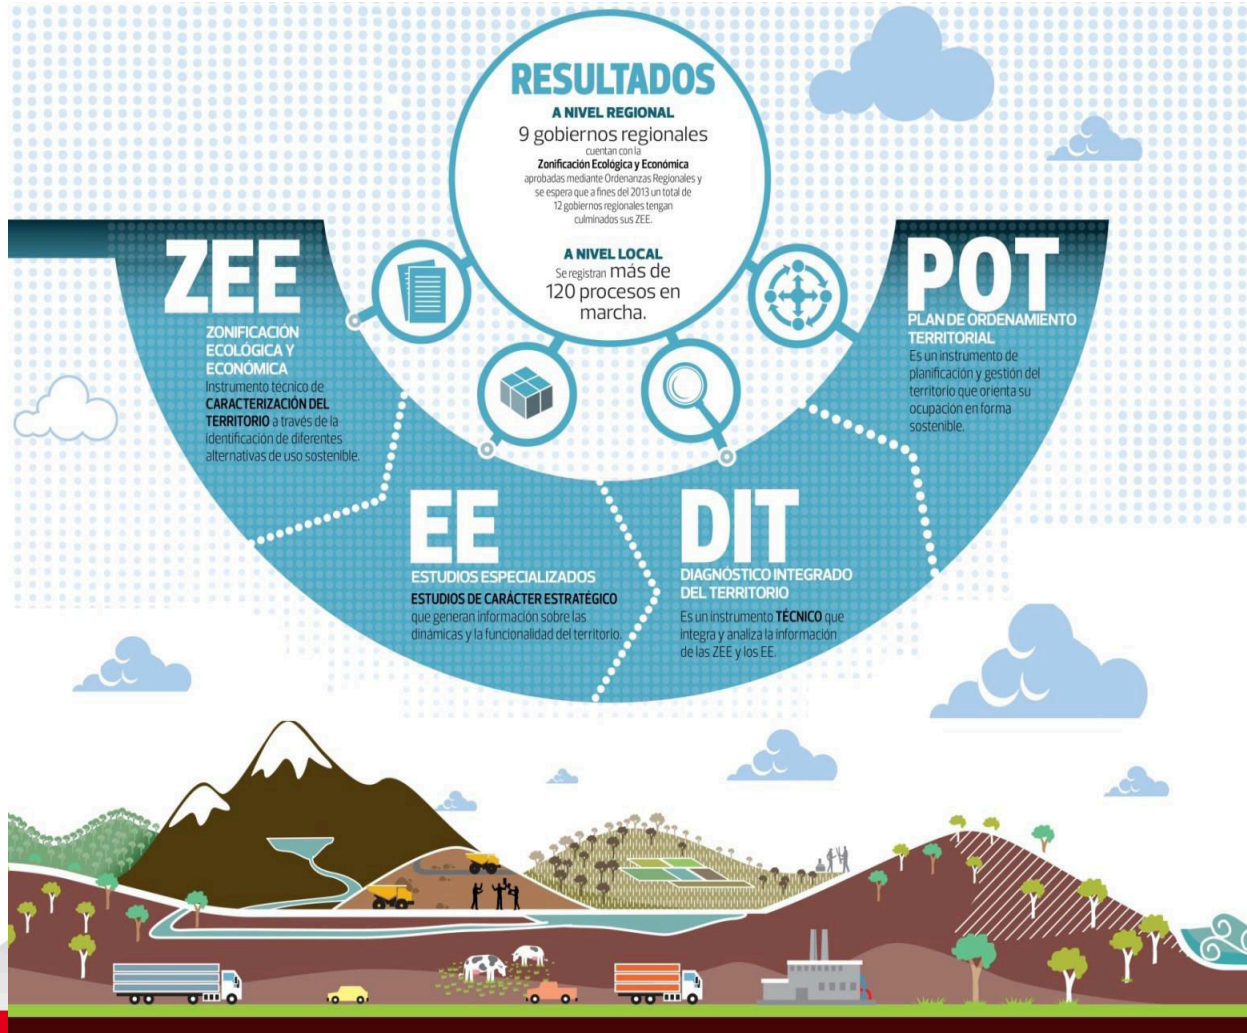 RESULTADOS
A NIVEL REGIONAL
9 gobiernos regionales
cuentan con la
Zonificación Ecológica y Económica
aprobadas mediante Ordenanzas Regionales y
se espera que a fines del 2013 un total de
12 gobiernos regionales tengan
culminados sus ZEE.
A NIVEL LOCAL
Se registran más de
120 procesos en
marcha.
ZEE
ZONIFICACIÓN
ECOLÓGICA Y
ECONÓMICA
Instrumento técnico de
CARACTERIZACIÓN DEL
TERRITORIO a través de la
identificación de diferentes
alternativas de uso sostenible.
EE
ESTUDIOS ESPECIALIZADOS
ESTUDIOS DE CARÁCTER ESTRATÉGICO
que generan información sobre las
dinámicas y la funcionalidad del territorio.
DIT
DIAGNÓSTICO INTEGRADO
DEL TERRITORIO
Es un instrumento TÉCNICO que
integra y analiza la información
de las ZEE y los EE.
POT
PLAN DE ORDENAMIENTO
TERRITORIAL
Es un instrumento de
planificación y gestión del
territorio que orienta su
ocupación en forma
sostenible.